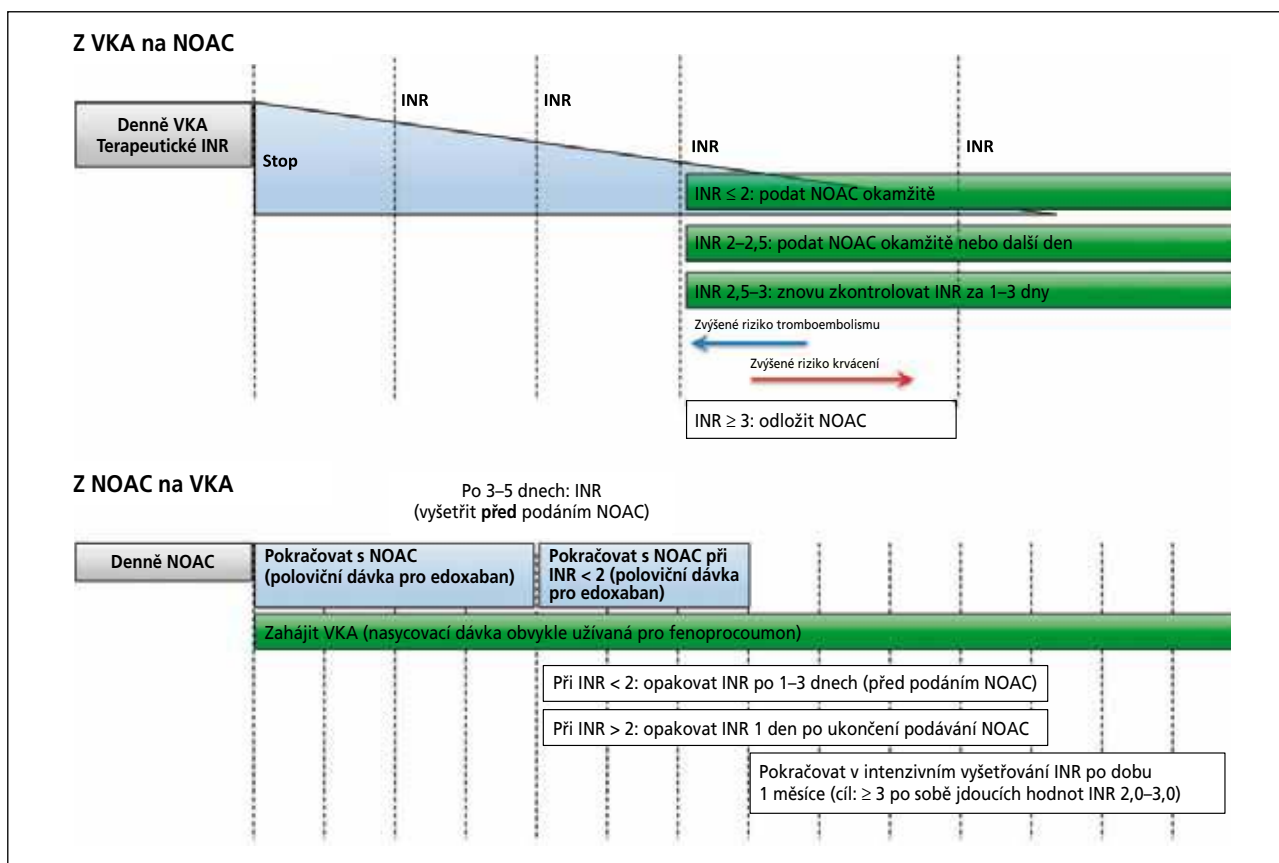 Z VKA na NOAC
INR
INR
Denně VKA
Terapeutické INR
Stop
INR
INR
INR ≤ 2: podat NOAC okamžitě
INR 2–2,5: podat NOAC okamžitě nebo další den
INR 2,5–3: znovu zkontrolovat INR za 1–3 dny
Zvýšené riziko tromboembolismu
Zvýšené riziko krvácení
INR ≥ 3: odložit NOAC
Z NOAC na VKA
Po 3–5 dnech: INR
(vyšetřit před podáním NOAC)
Denně NOAC
Pokračovat s NOAC
(poloviční dávka pro edoxaban)
Pokračovat s NOAC při
INR < 2 (poloviční dávka
pro edoxaban)
Zahájit VKA (nasycovací dávka obvykle užívaná pro fenoprocoumon)
Při INR < 2: opakovat INR po 1–3 dnech (před podáním NOAC)
Při INR > 2: opakovat INR 1 den po ukončení podávání NOAC
Pokračovat v intenzivním vyšetřování INR po dobu
1 měsíce (cíl: ≥ 3 po sobě jdoucích hodnot INR 2,0–3,0)